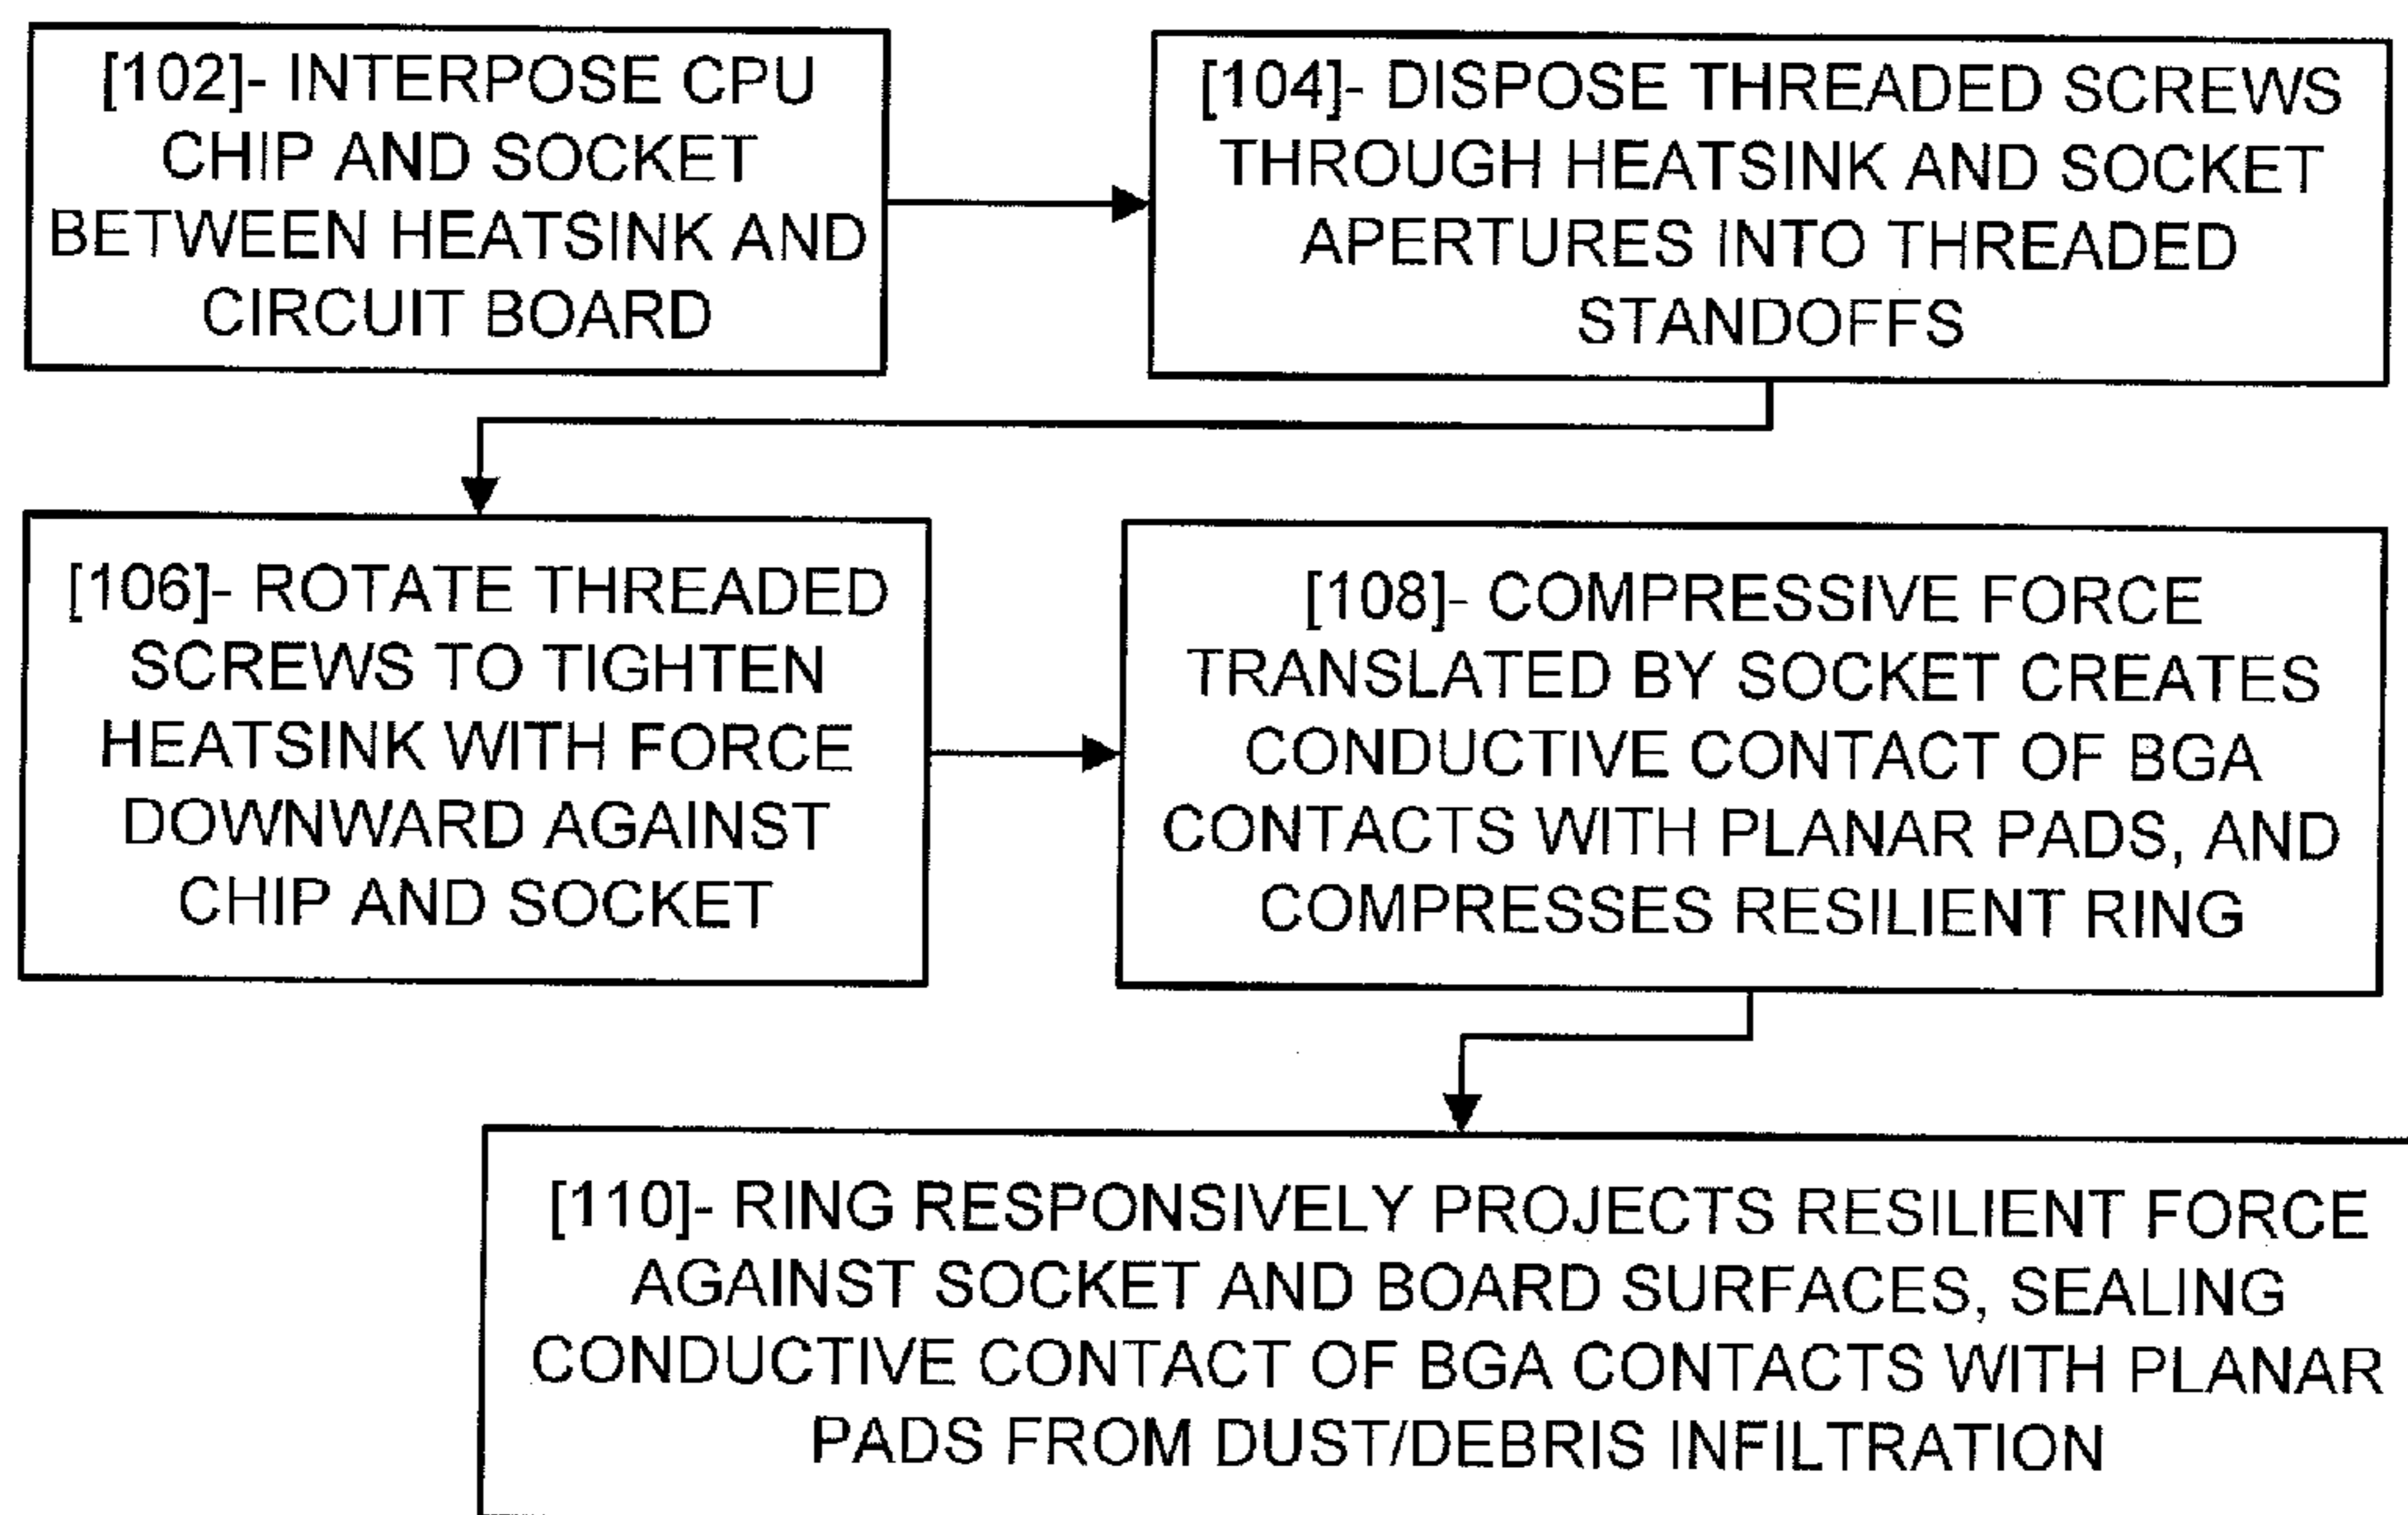 [102]- INTERPOSE CPU
CHIP AND SOCKET
BETWEEN HEATSINK AND
CIRCUIT BOARD
[104]- DISPOSE THREADED SCREWS
THROUGH HEATSINK AND SOCKET
APERTURES INTO THREADED
STANDOFFS
[106]- ROTATE THREADED
SCREWS TO TIGHTEN
HEATSINK WITH FORCE
DOWNWARD AGAINST
CHIP AND SOCKET
[108]- COMPRESSIVE FORCE
TRANSLATED BY SOCKET CREATES
CONDUCTIVE CONTACT OF BGA
CONTACTS WITH PLANAR PADS, AND
COMPRESSES RESILIENT RING
[110]- RING RESPONSIVELY PROJECTS RESILIENT FORCE
AGAINST SOCKET AND BOARD SURFACES, SEALING
CONDUCTIVE CONTACT OF BGA CONTACTS WITH PLANAR
PADS FROM DUST/DEBRIS INFILTRATION